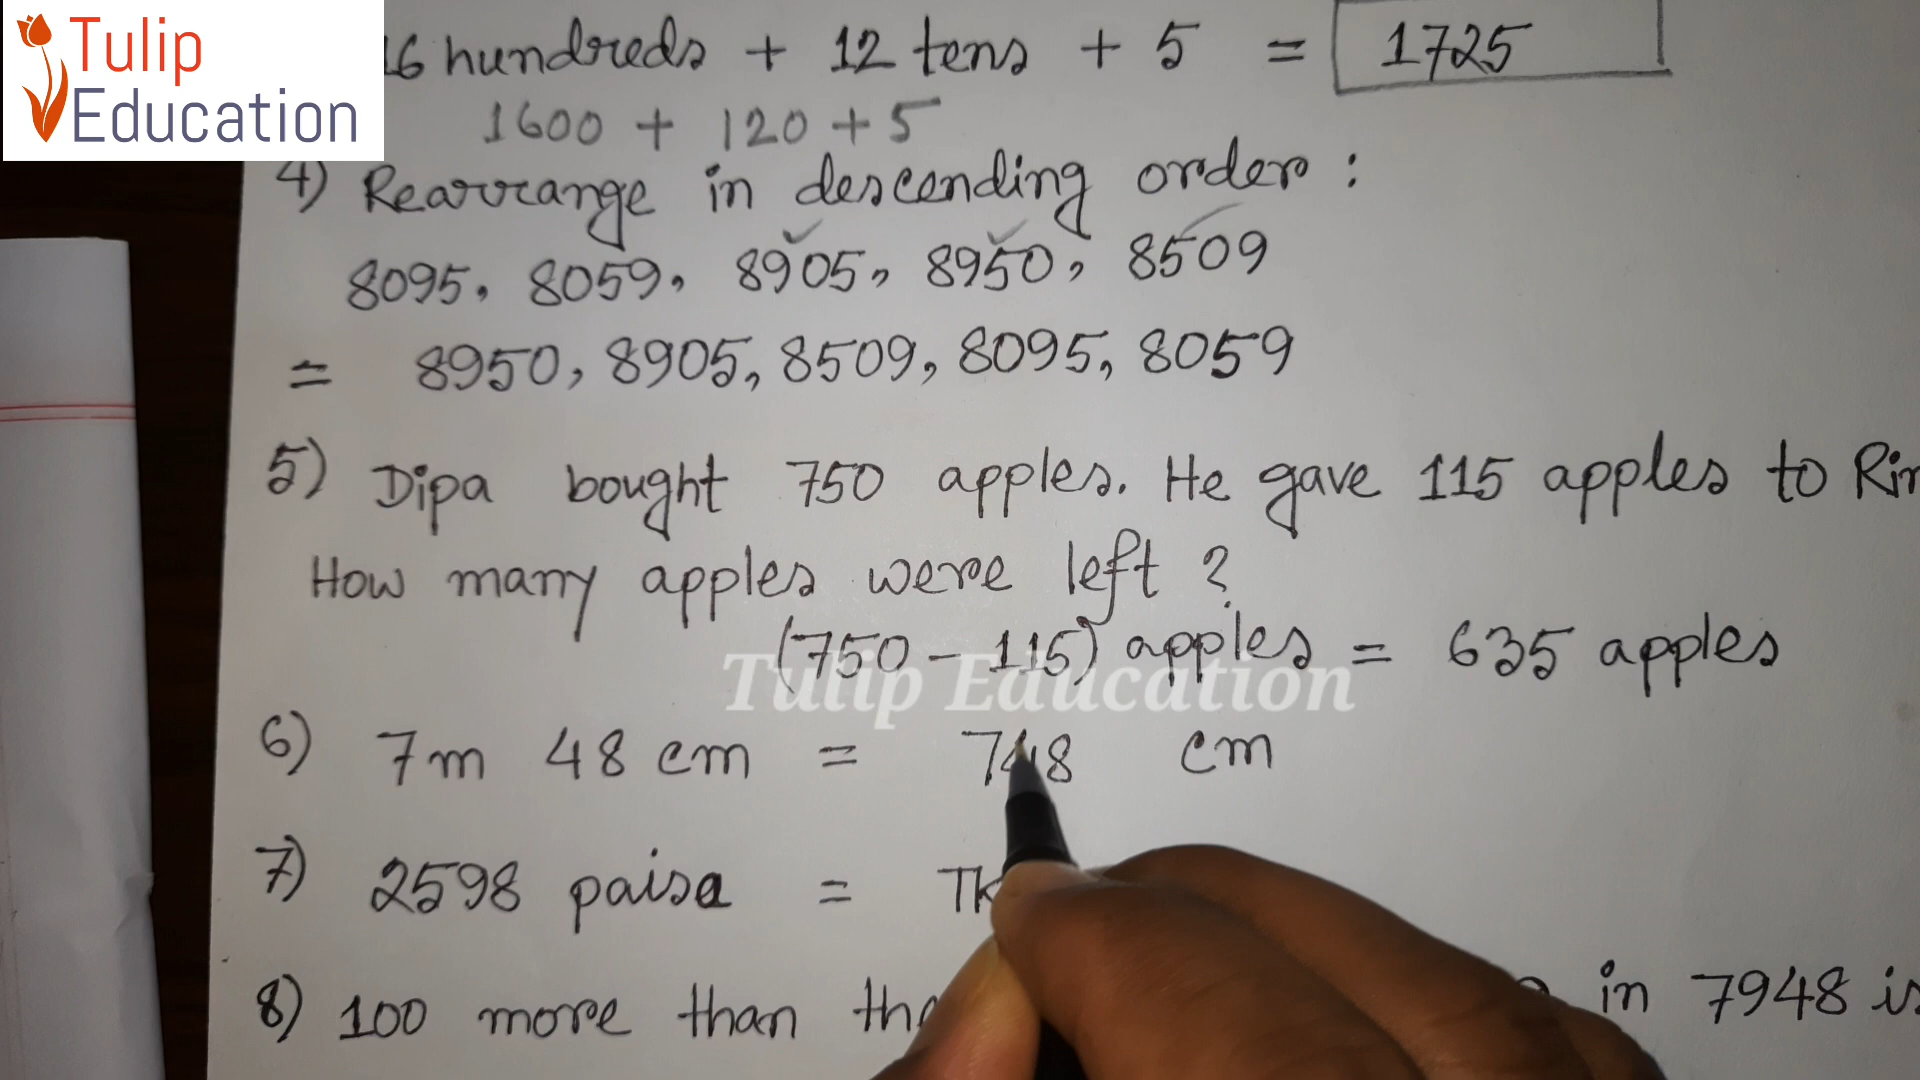 Tulip
Education
16 hundreds + 12 tens + 5 = 1725
1600 + 120 + 5
4) Rearrange in descending order:
8095, 8059, 8905, 8950, 8509
= 8950, 8905, 8509, 8095, 8059
5) Dipa bought 750 apples. He gave 115 apples to
How many apples were left?
(750 - 115) apples = 635 apples
Tulip Education
6) 7m 48 cm = 748 cm
7) 2598 paisa = TK
8) 100 more than in 7948 is